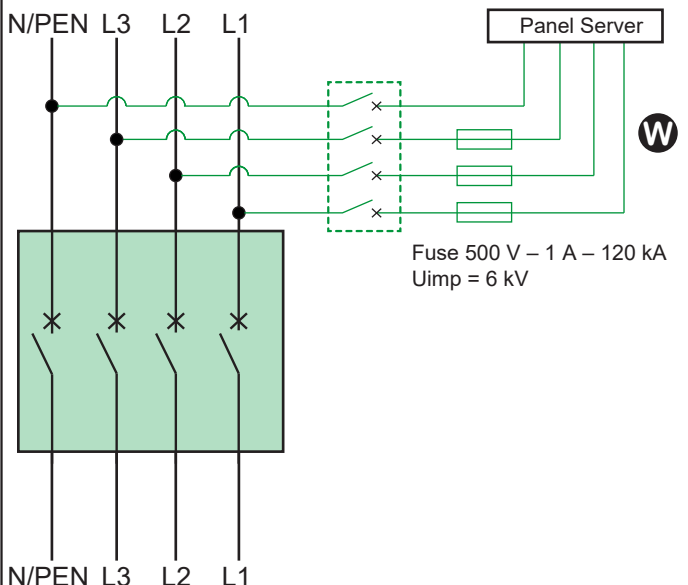 N/PEN L3 L2 L1
Panel Server
W
Fuse 500 V – 1 A – 120 kA
Uimp = 6 kV
N/PEN L3 L2 L1